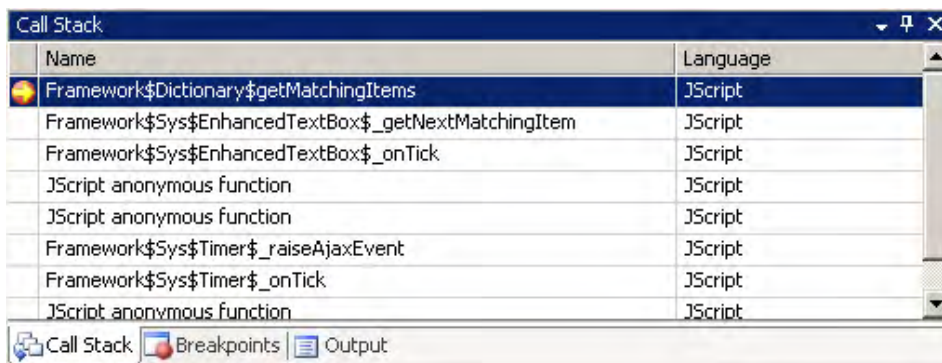 Call Stack
Name Language
Framework$Dictionary$getMatchingItems JScript
Framework$Sys$EnhancedTextBox$_getNextMatchingItem JScript
Framework$Sys$EnhancedTextBox$_onTick JScript
JScript anonymous function JScript
JScript anonymous function JScript
Framework$Sys$Timer$_raiseAjaxEvent JScript
Framework$Sys$Timer$_onTick JScript
JScript anonymous function JScript
Call Stack Breakpoints Output